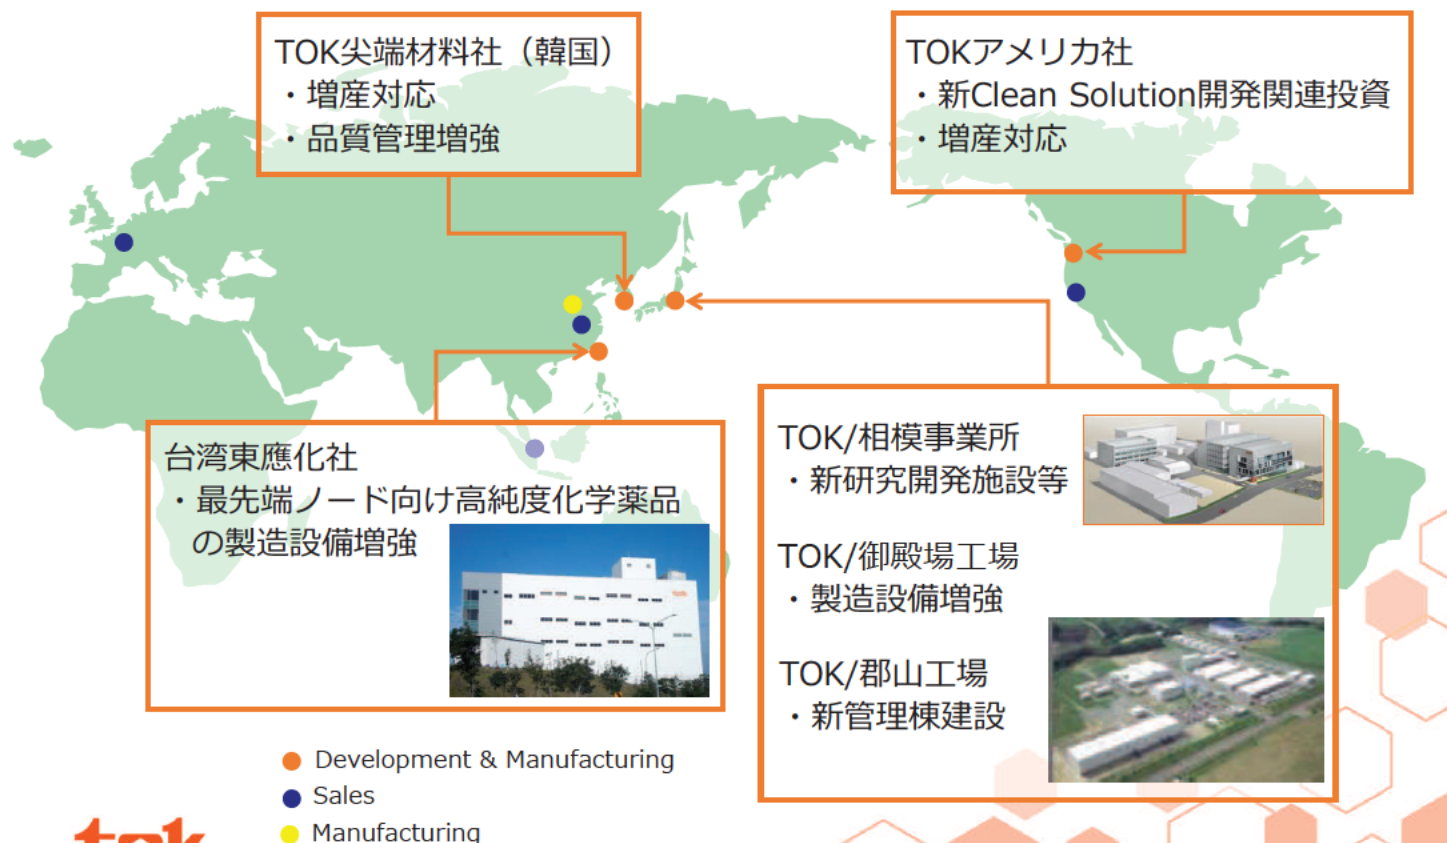 TOK尖端材料社（韓国）
・増産対応
・品質管理増強
TOKアメリカ社
・新Clean Solution開発関連投資
・増産対応
台湾東應化社
・最先端ノード向け高純度化学薬品
の製造設備増強
tok
TOK/相模事業所
・新研究開発施設等
TOK/御殿場工場
・製造設備増強
TOK/郡山工場
・新管理棟建設
Development & Manufacturing
Sales
Manufacturing
tok